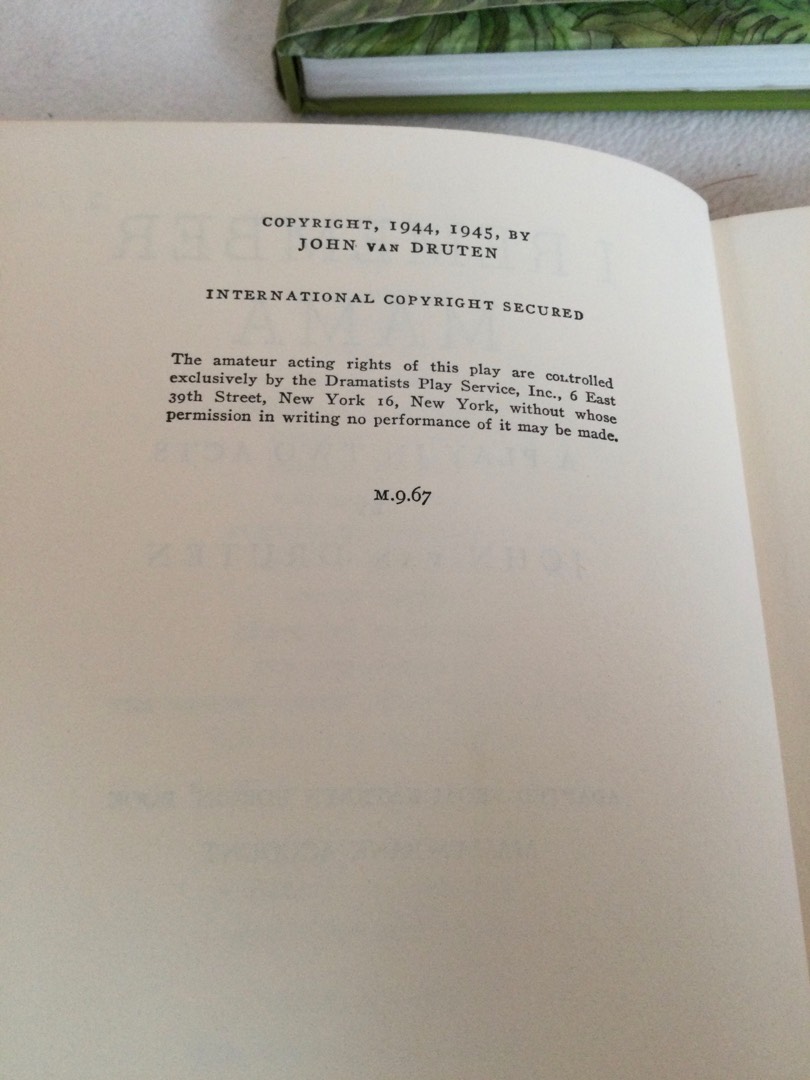 COPYRIGHT, 1944, 1945, BY
JOHN VAN DRUTEN
INTERNATIONAL COPYRIGHT SECURED
The amateur acting rights of this play are controlled
exclusively by the Dramatists Play Service, Inc., 6 East
39th Street, New York 16, New York, without whose
permission in writing no performance of it may be made.
M.9.67